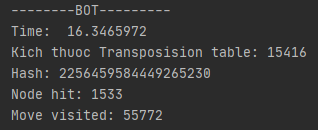 --------BOT---------
Time:  16.3465972
Kich thuoc Transposision table: 15416
Hash: 2256459584449265230
Node hit: 1533
Move visited: 55772